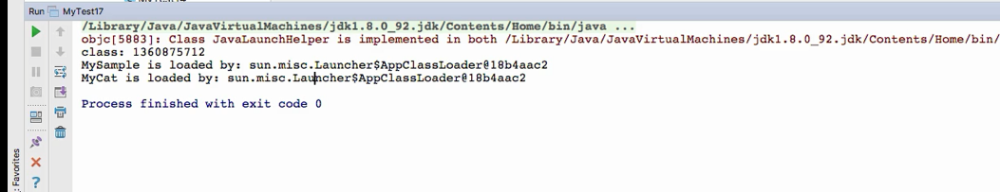 Run MyTest17
/Library/Java/JavaVirtualMachines/jdk1.8.0_92.jdk/Contents/Home/bin/java ...
objc[5883]: Class JavaLaunchHelper is implemented in both /Library/Java/JavaVirtualMachines/jdk1.8.0_92.jdk/Contents/Home/bin/
class: 1360875712
MySample is loaded by: sun.misc.Launcher$AppClassLoader@18b4aac2
MyCat is loaded by: sun.misc.Launcher$AppClassLoader@18b4aac2
Process finished with exit code 0
: Favorites